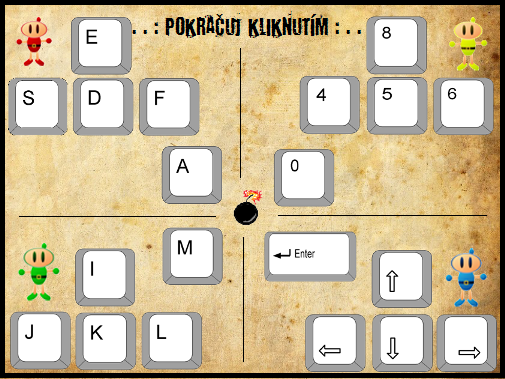 ..: POKRAČUJ KLIKNUTÍM :..
E
8
S D F
4 5 6
A
0
M
↵ Enter
I
⇧
J K L
⇦ ⇩ ⇨